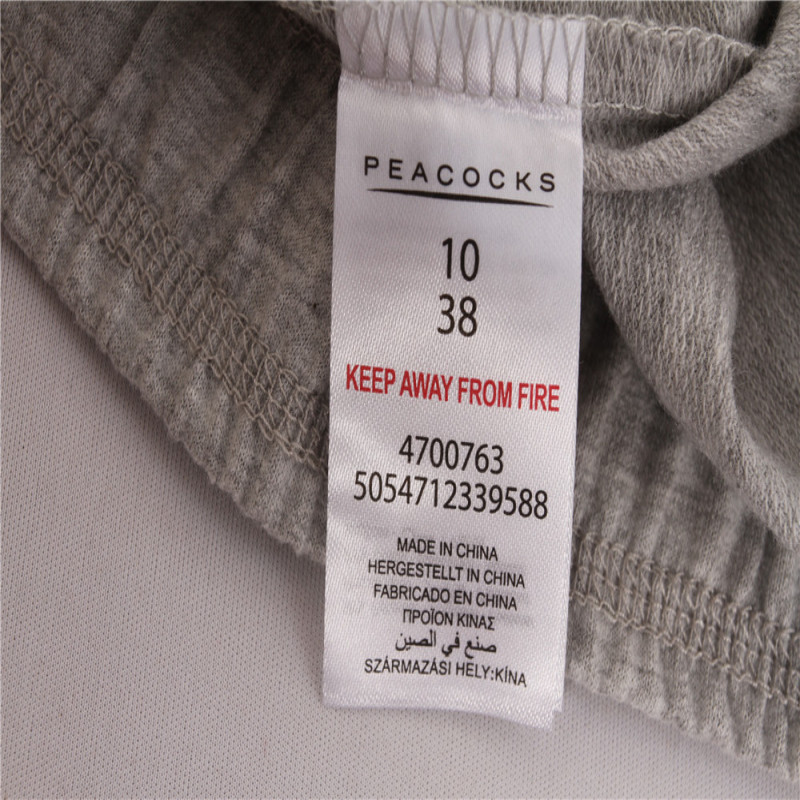 PEACOCKS
10
38
KEEP AWAY FROM FIRE
4700763
5054712339588
MADE IN CHINA
HERGESTELLT IN CHINA
FABRICADO EN CHINA
ΠΡΟΪΟΝ ΚΙΝΑΣ
صنع في الصين
SZÁRMAZÁSI HELY:KÍNA